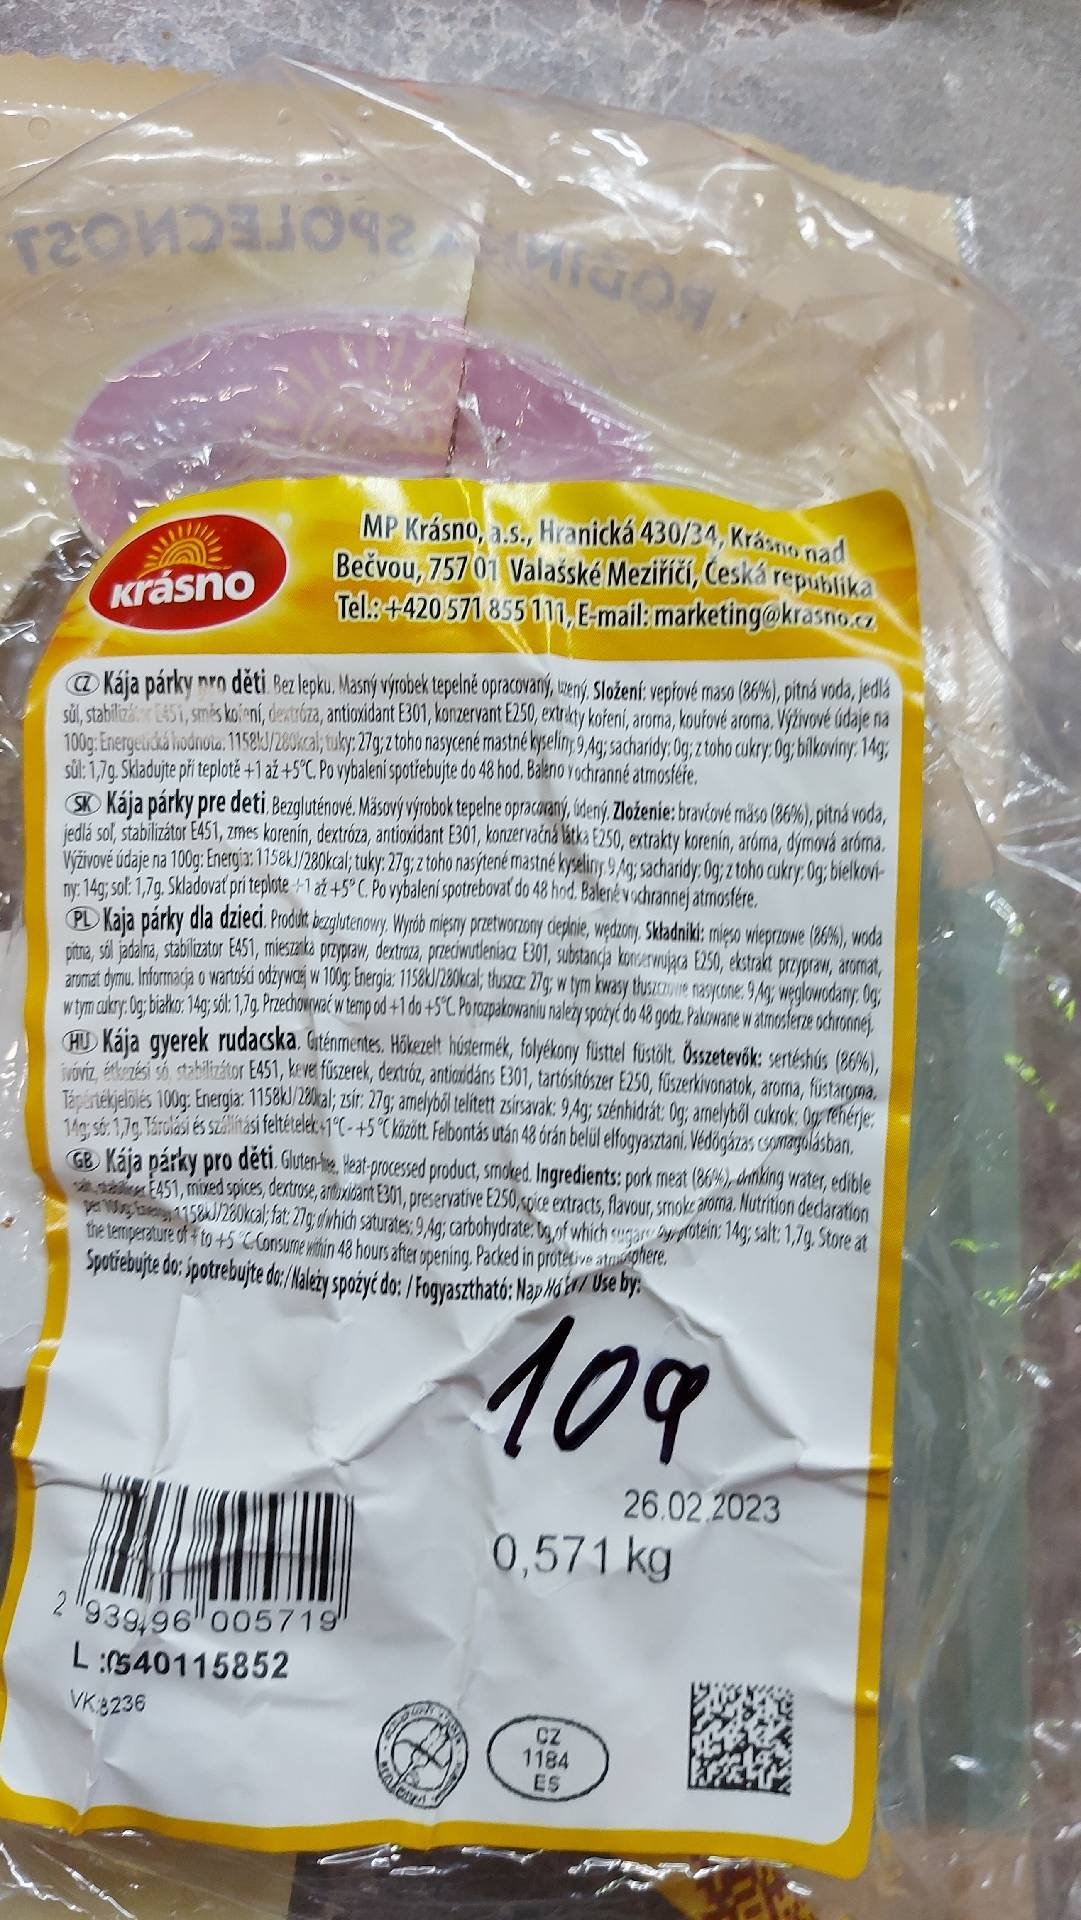 RODINNÁ SPOLEČNOST
krásno
MP Krásno, a.s., Hranická 430/34, Krásno nad
Bečvou, 757 01 Valašské Meziříčí, Česká republika
Tel.: +420 571 855 111, E-mail: marketing@krasno.cz
CZ Kája párky pro děti. Bez lepku. Masný výrobek tepelně opracovaný, uzený. Složení: vepřové maso (86%), pitná voda, jedlá
sůl, stabilizátor E451, směs koření, dextróza, antioxidant E301, konzervant E250, extrakty koření, aroma, kouřové aroma. Výživové údaje na
100g: Energetická hodnota: 1158kJ/280kcal; tuky: 27g; z toho nasycené mastné kyseliny: 9,4g; sacharidy: 0g; z toho cukry: 0g; bílkoviny: 14g;
sůl: 1,7g. Skladujte při teplotě +1 až +5°C. Po vybalení spotřebujte do 48 hod. Baleno v ochranné atmosféře.
SK Kája párky pre deti. Bezgluténové. Mäsový výrobok tepelne opracovaný, údený. Zloženie: bravčové mäso (86%), pitná voda,
jedlá soľ, stabilizátor E451, zmes korenín, dextróza, antioxidant E301, konzervačná látka E250, extrakty korenín, aróma, dymová aróma.
Výživové údaje na 100g: Energia: 1158kJ/280kcal; tuky: 27g; z toho nasýtené mastné kyseliny: 9,4g; sacharidy: 0g; z toho cukry: 0g; bielkovi-
ny: 14g; soľ: 1,7g. Skladovať pri teplote +1 až +5°C. Po vybalení spotrebovať do 48 hod. Balené v ochrannej atmosfére.
PL Kaja párky dla dzieci. Produkt bezglutenowy. Wyrób mięsny przetworzony cieplnie, wędzony. Składniki: mięso wieprzowe (86%), woda
pitna, sól jadalna, stabilizator E451, mieszanka przypraw, dextroza, przeciwutleniacz E301, substancja konserwująca E250, ekstrakt przypraw, aromat,
aromat dymu. Informacja o wartości odżywczej w 100g: Energia: 1158kJ/280kcal; tłuszcz: 27g; w tym kwasy tłuszczowe nasycone: 9,4g; węglowodany: 0g;
w tym cukry: 0g; białko: 14g; sól: 1,7g. Przechowywać w temp od +1 do +5°C. Po rozpakowaniu należy spożyć do 48 godz. Pakowane w atmosferze ochronnej.
HU Kája gyerek rudacska. Gluténmentes. Hőkezelt hústermék, folyékony füsttel füstölt. Összetevők: sertéshús (86%),
ivóvíz, étkezési só, stabilizátor E451, kevert fűszerek, dextróz, antioxidáns E301, tartósítószer E250, fűszerkivonatok, aroma, füstaroma.
Tápértékjelölés 100g: Energia: 1158kJ/280kcal; zsír: 27g; amelyből telített zsírsavak: 9,4g; szénhidrát: 0g; amelyből cukrok: 0g; fehérje:
14g; só: 1,7g. Tárolási és szállítási feltételek: +1°C- +5°C között. Felbontás után 48 órán belül elfogyasztani. Védőgázas csomagolásban.
GB Kája párky pro děti. Gluten-free. Heat-processed product, smoked. Ingredients: pork meat (86%), drinking water, edible
salt, stabiliser E451, mixed spices, dextrose, antioxidant E301, preservative E250, spice extracts, flavour, smoke aroma. Nutrition declaration
per 100g: Energy 1158kJ/280kcal; fat: 27g; of which saturates: 9,4g; carbohydrate: 0g, of which sugars: 0g; protein: 14g; salt: 1,7g. Store at
the temperature of + to +5 °C. Consume within 48 hours after opening. Packed in protective atmosphere.
Spotřebujte do: Spotrebujte do:/Należy spożyć do: / Fogyasztható: Nap Hó Év/ Use by:
109
26.02.2023
0,571 kg
2 939496 005719
L:0540115852
VK:8236
CZ
1184
ES